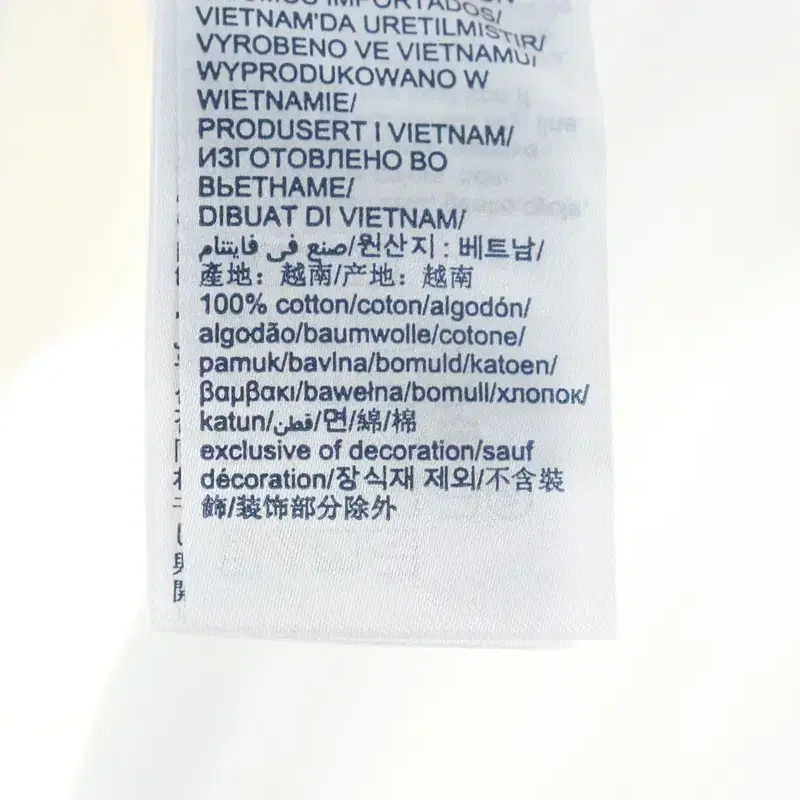 IMPORTADOS/
VIETNAM'DA URETILMISTIR/
VYROBENO VE VIETNAMU/
WYPRODUKOWANO W
WIETNAMIE/
PRODUSERT I VIETNAM/
ИЗГОТОВЛЕНО ВО
ВЬЕТНАМЕ/
DIBUAT DI VIETNAM/
صنع في فايتنام/원산지 : 베트남/
產地：越南/产地：越南
100% cotton/coton/algodón/
algodão/baumwolle/cotone/
pamuk/bavlna/bomuld/katoen/
βαμβακι/bawełna/bomull/хлопок/
katun/قطن/면/綿/棉
exclusive of decoration/sauf
décoration/장식재 제외/不含裝
飾/装饰部分除外